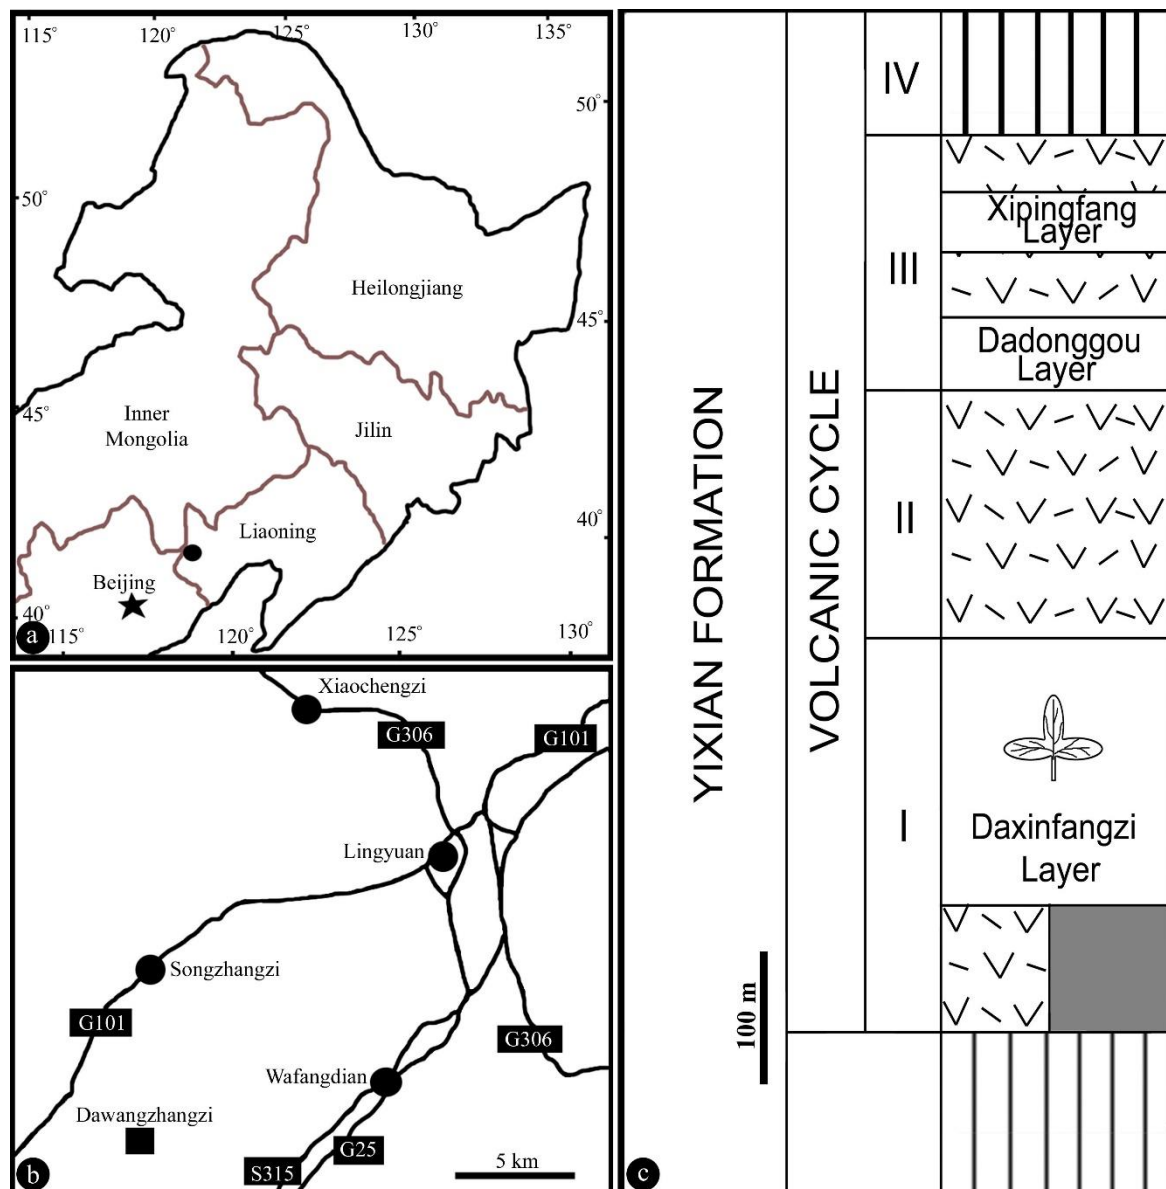 115°
120°
130°
135°
50°
50°
Heilongjiang
45°
45°
Inner
Mongolia
Jilin
40°
Liaoning
Beijing
40°
a
115°
120°
125°
130°
Xiaochengzi
G306
G101
Lingyuan
Songzhangzi
G101
G306
Wafangdian
Dawangzhangzi
G25
S315
5 km
b
YIXIAN FORMATION
VOLCANIC CYCLE
IV
III
Xipingfang
Layer
Dadonggou
Layer
II
I
Daxinfangzi
Layer
100 m
c
125°